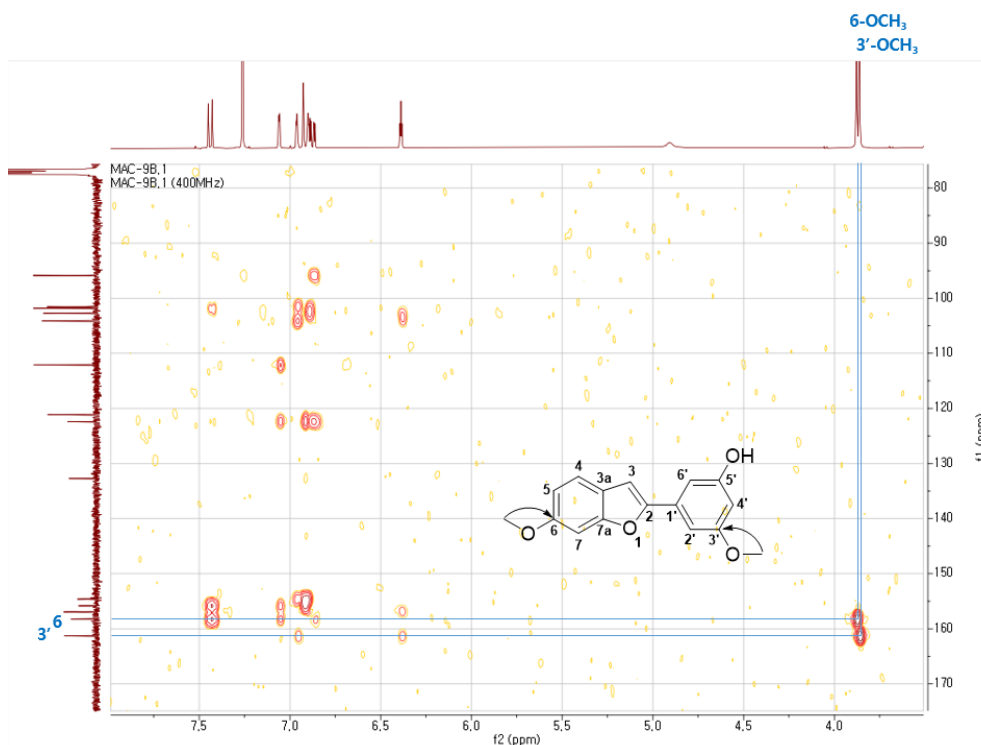 6-OCH₃
3′-OCH₃
MAC-9B.1
MAC-9B.1 (400MHz)
80
90
100
110
120
130
140
150
160
170
f1 (ppm)
OH
4
3
6'
5'
5
3a
4'
2
1'
6
7a
O
1
3'
O
7
2'
O
3′ 6
7.5
7.0
6.5
6.0
5.5
5.0
4.5
4.0
f2 (ppm)